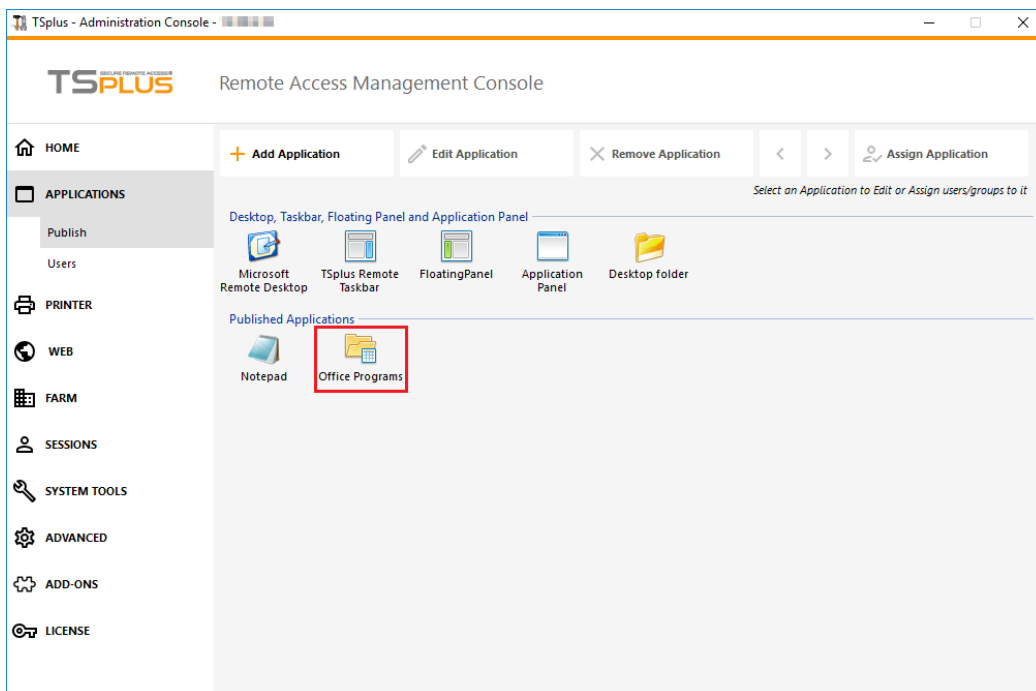 TSplus - Administration Console -
TSPLUS
SECURE REMOTE ACCESS
Remote Access Management Console
HOME
APPLICATIONS
Publish
Users
PRINTER
WEB
FARM
SESSIONS
SYSTEM TOOLS
ADVANCED
ADD-ONS
LICENSE
Add Application
Edit Application
Remove Application
Assign Application
Select an Application to Edit or Assign users/groups to it
Desktop, Taskbar, Floating Panel and Application Panel
Microsoft
Remote Desktop
TSplus Remote
Taskbar
FloatingPanel
Application
Panel
Desktop folder
Published Applications
Notepad
Office Programs